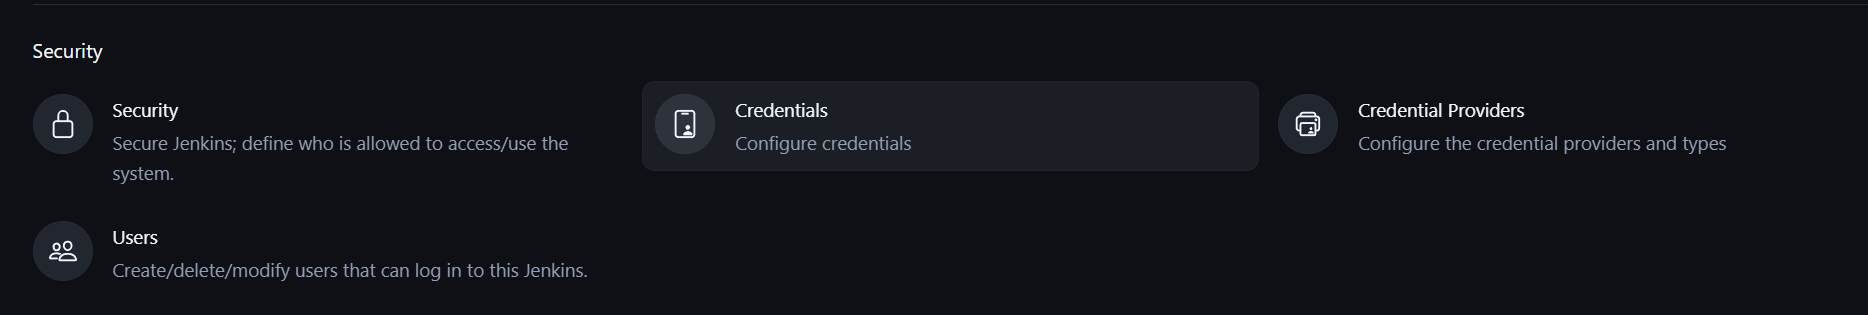 Security
Security
Secure Jenkins; define who is allowed to access/use the
system.
Credentials
Configure credentials
Credential Providers
Configure the credential providers and types
Users
Create/delete/modify users that can log in to this Jenkins.